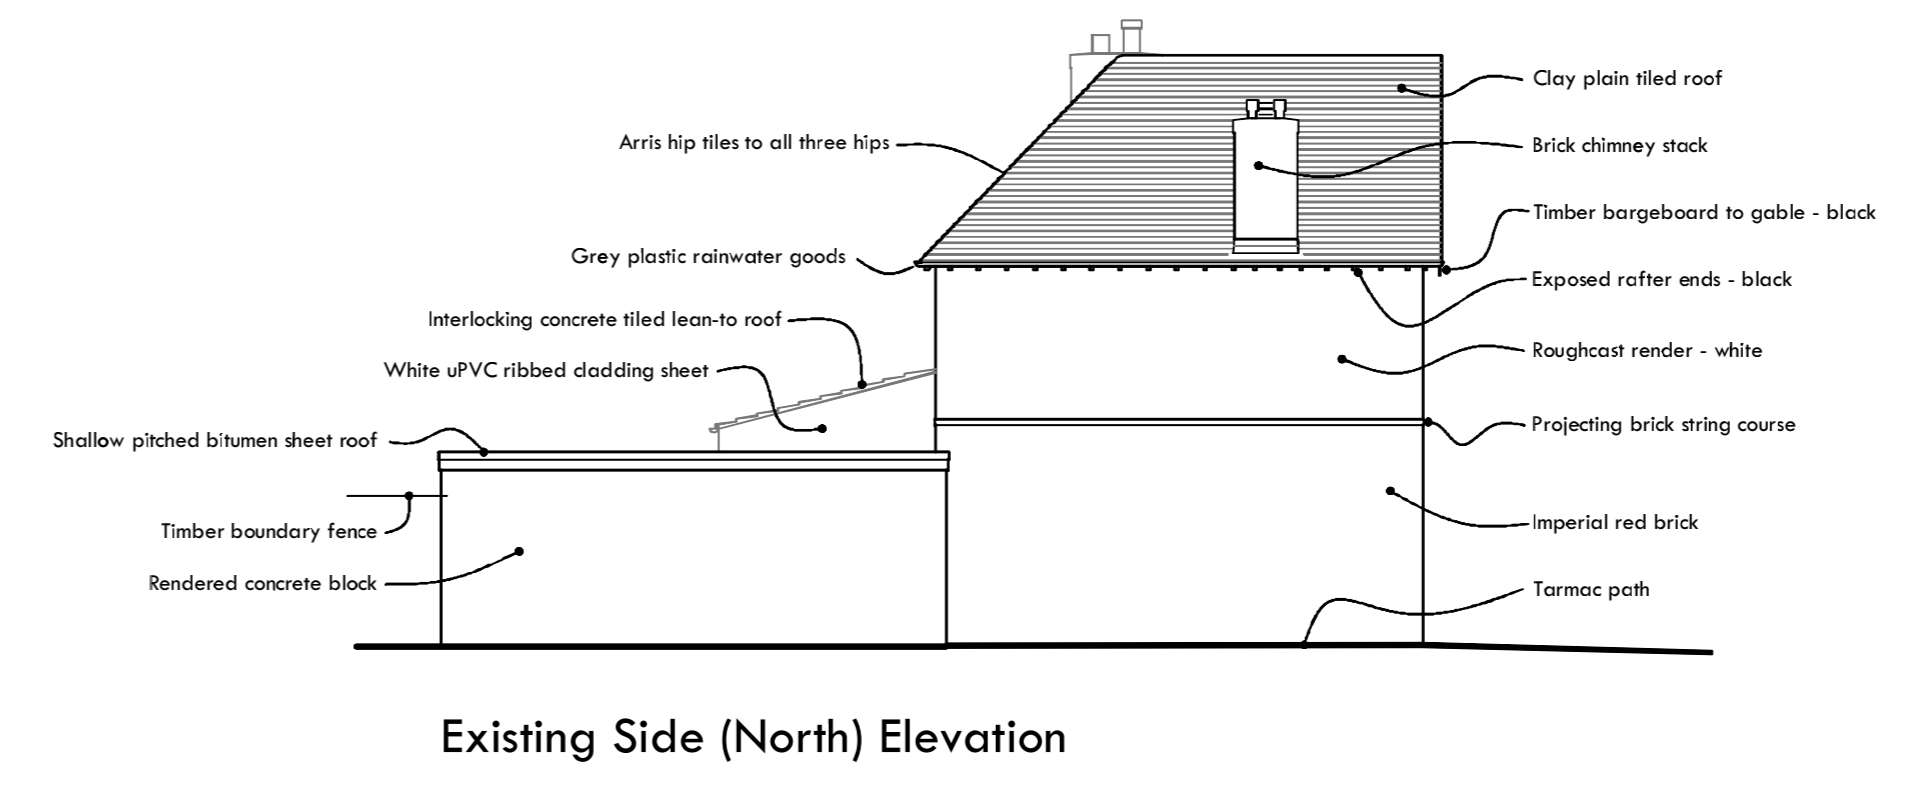 Clay plain tiled roof
Arris hip tiles to all three hips
Brick chimney stack
Timber bargeboard to gable - black
Grey plastic rainwater goods
Exposed rafter ends - black
Interlocking concrete tiled lean-to roof
Roughcast render - white
White uPVC ribbed cladding sheet
Projecting brick string course
Shallow pitched bitumen sheet roof
Imperial red brick
Timber boundary fence
Rendered concrete block
Tarmac path
Existing Side (North) Elevation